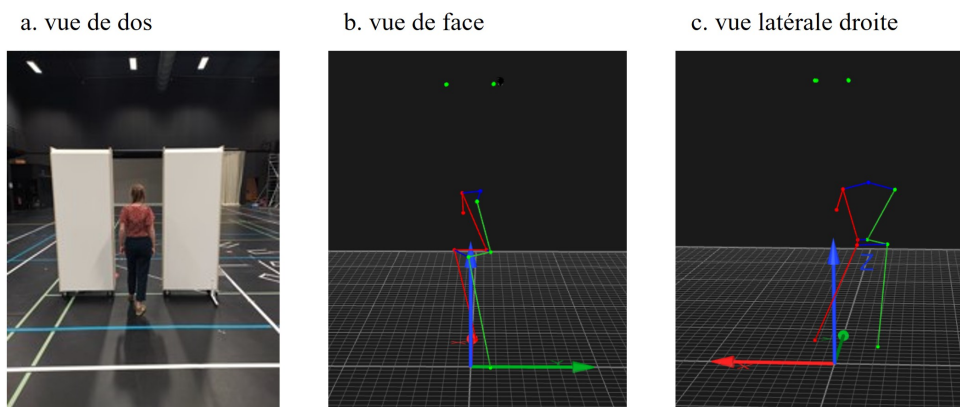 a. vue de dos
b. vue de face
c. vue latérale droite